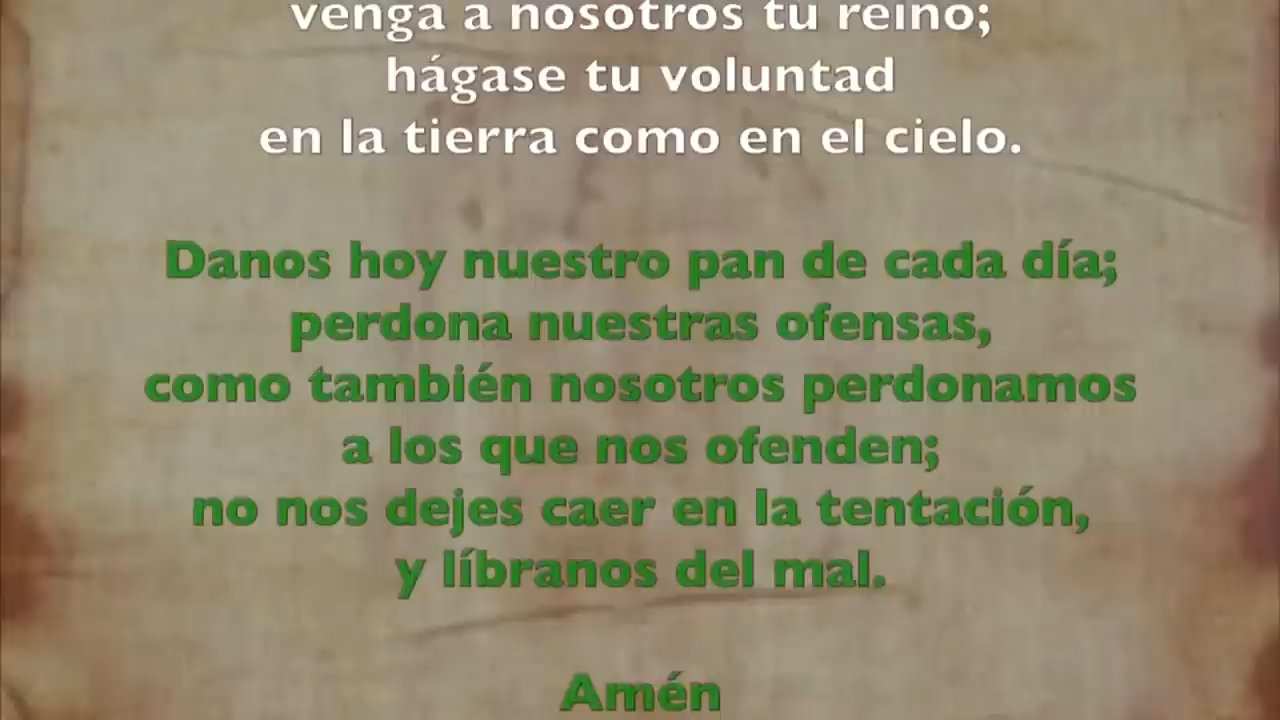 venga a nosotros tu reino;
hágase tu voluntad
en la tierra como en el cielo.
Danos hoy nuestro pan de cada día;
perdona nuestras ofensas,
como también nosotros perdonamos
a los que nos ofenden;
no nos dejes caer en la tentación,
y líbranos del mal.
Amén